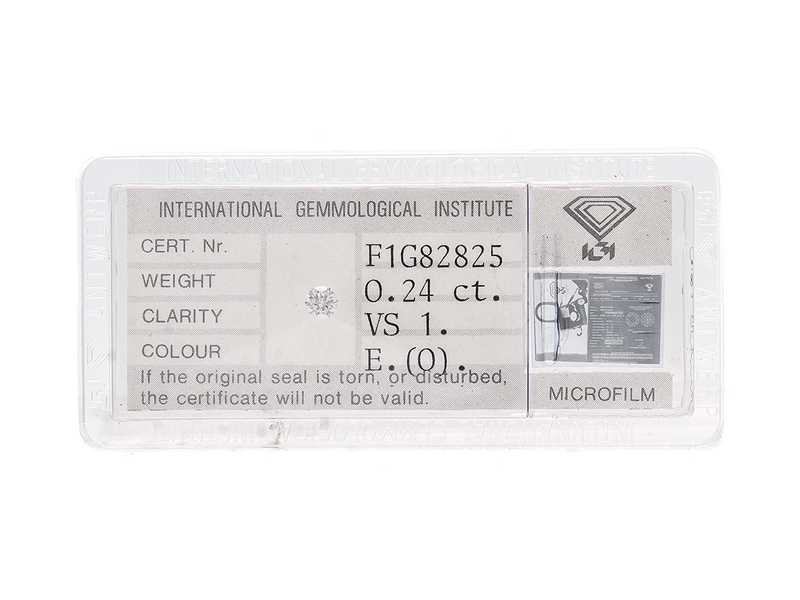 INTERNATIONAL GEMMOLOGICAL INSTITUTE
INTERNATIONAL GEMMOLOGICAL INSTITUTE
CERT. Nr. F1G82825
WEIGHT 0.24 ct.
CLARITY VS 1.
COLOUR E.(O).
If the original seal is torn, or disturbed,
the certificate will not be valid.
IGI
MICROFILM
ANTWERP